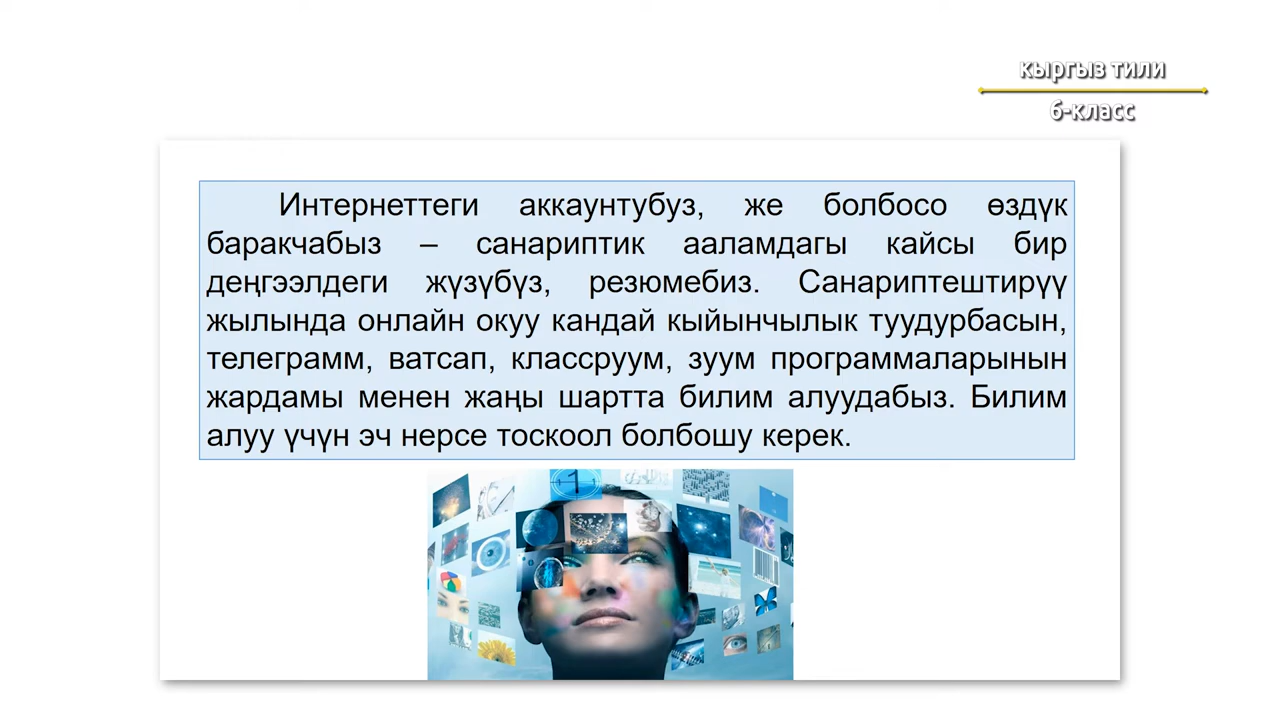 кыргыз тили
6-класс
Интернеттеги аккаунтубуз, же болбосо өздүк
баракчабыз – санариптик ааламдагы кайсы бир
деңгээлдеги жүзүбүз, резюмебиз. Санариптештирүү
жылында онлайн окуу кандай кыйынчылык туудурбасын,
телеграмм, ватсап, классруум, зуум программаларынын
жардамы менен жаңы шартта билим алуудабыз. Билим
алуу үчүн эч нерсе тоскоол болбошу керек.
1